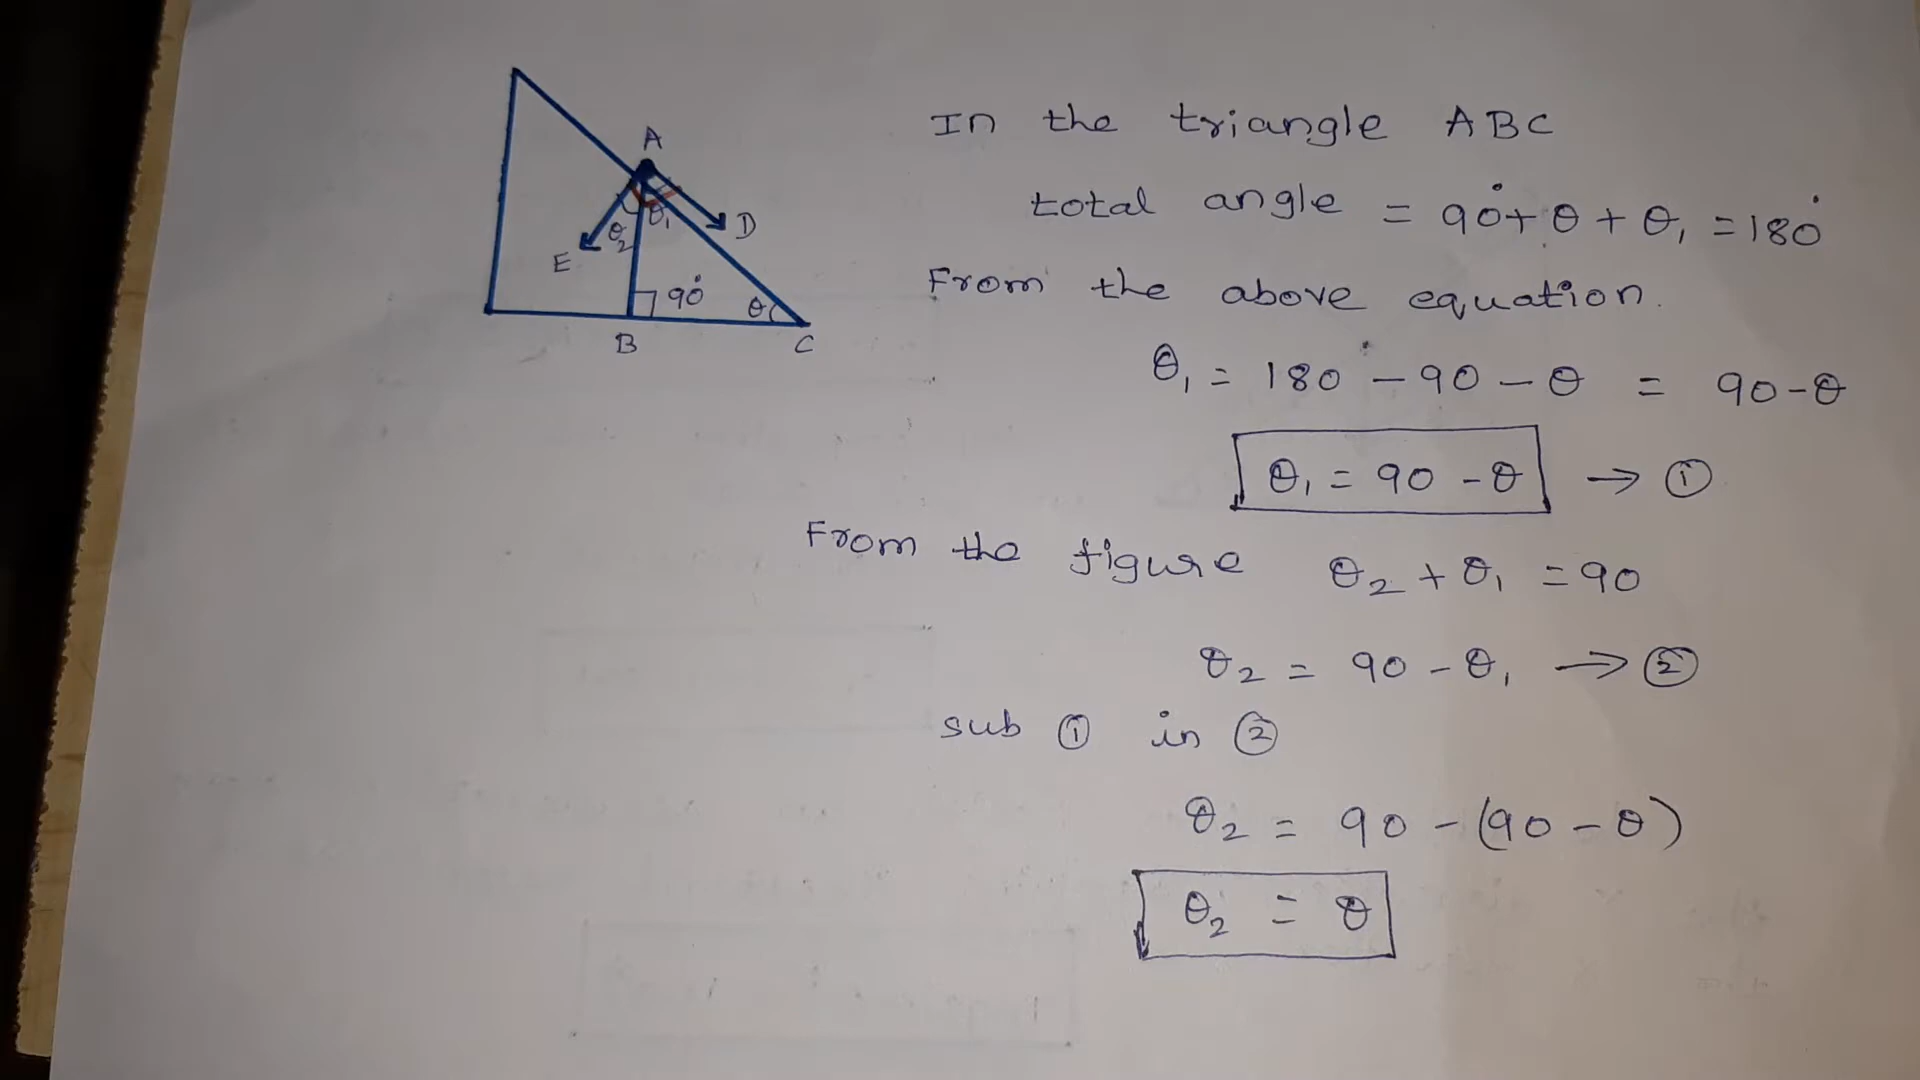 A
D
θ₁
θ₂
E
90°
θ
B
C
In the triangle ABC
total angle = 90° + θ + θ₁ = 180°
From the above equation.
θ₁ = 180 - 90 - θ = 90 - θ
θ₁ = 90 - θ → ①
From the figure θ₂ + θ₁ = 90
θ₂ = 90 - θ₁ → ②
sub ① in ②
θ₂ = 90 - (90 - θ)
θ₂ = θ